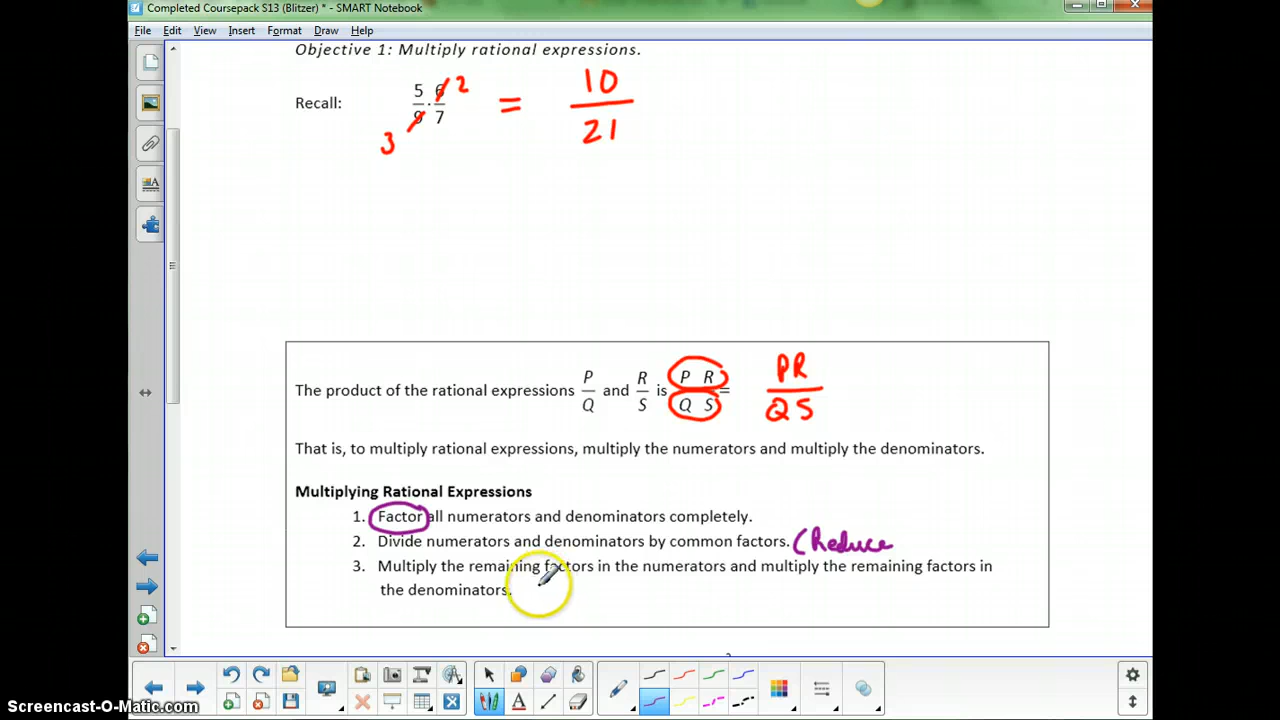 Completed Coursepack S13 (Blitzer) * - SMART Notebook
File Edit View Insert Format Draw Help
Objective 1: Multiply rational expressions.
Recall: 5/9 · 6/7 2 3 = 10/21
The product of the rational expressions P/Q and R/S is P R/Q S = PR/QS
That is, to multiply rational expressions, multiply the numerators and multiply the denominators.
Multiplying Rational Expressions
1. Factor all numerators and denominators completely.
2. Divide numerators and denominators by common factors. (Reduce
3. Multiply the remaining factors in the numerators and multiply the remaining factors in
the denominators.
Screencast-O-Matic.com